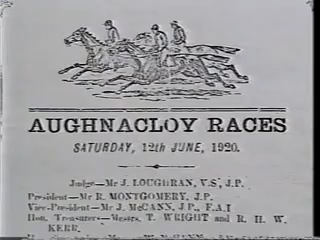 AUGHNACLOY RACES
SATURDAY, 12th JUNE, 1920.
Judge—Mr J. LOUGHRAN, V.S., J.P.
President—Mr R. MONTGOMERY, J.P.
Vice-President—Mr J. McCANN, J.P., F.A.I
Hon. Treasurers—Messrs. T. WRIGHT and R. H. W.
KERR.